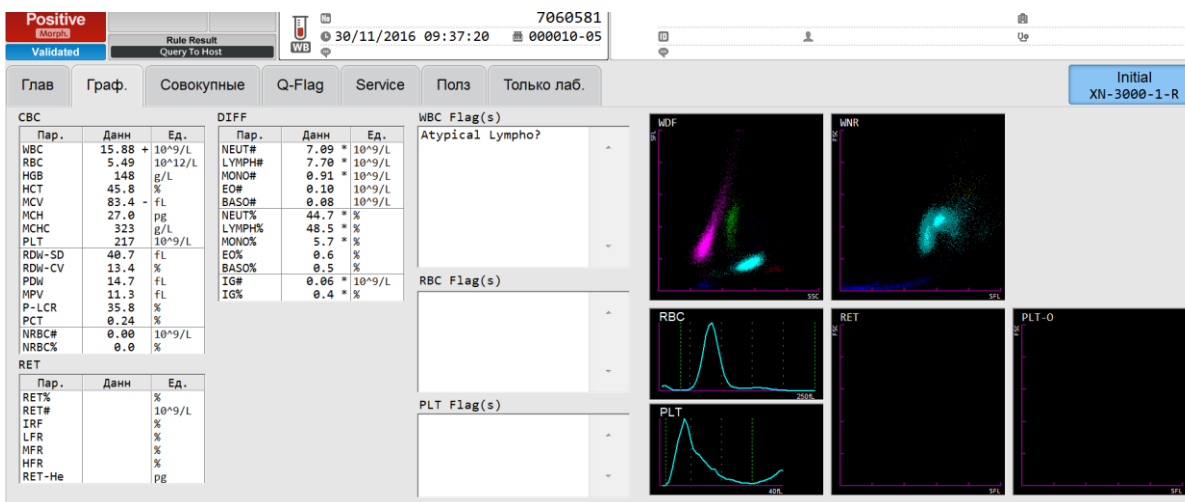 Positive
Morph.
Validated
Rule Result
Query To Host
WB
No 7060581
30/11/2016 09:37:20 000010-05
ID
Глав Граф. Совокупные Q-Flag Service Полз Только лаб.
Initial
XN-3000-1-R
CBC
Пар. Данн Ед.
WBC 15.88 + 10^9/L
RBC 5.49 10^12/L
HGB 148 g/L
HCT 45.8 %
MCV 83.4 - fL
MCH 27.0 pg
MCHC 323 g/L
PLT 217 10^9/L
RDW-SD 40.7 fL
RDW-CV 13.4 %
PDW 14.7 fL
MPV 11.3 fL
P-LCR 35.8 %
PCT 0.24 %
NRBC# 0.00 10^9/L
NRBC% 0.0 %
RET
Пар. Данн Ед.
RET% %
RET# 10^9/L
IRF %
LFR %
MFR %
HFR %
RET-He pg
DIFF
Пар. Данн Ед.
NEUT# 7.09 * 10^9/L
LYMPH# 7.70 * 10^9/L
MONO# 0.91 * 10^9/L
EO# 0.10 10^9/L
BASO# 0.08 10^9/L
NEUT% 44.7 * %
LYMPH% 48.5 * %
MONO% 5.7 * %
EO% 0.6 %
BASO% 0.5 %
IG# 0.06 * 10^9/L
IG% 0.4 * %
WBC Flag(s)
Atypical Lympho?
RBC Flag(s)
PLT Flag(s)
WDF
SFL
SSC
WNR
FSC
SFL
RBC
250fL
PLT
40fL
RET
FSC
SFL
PLT-O
FSC
SFL